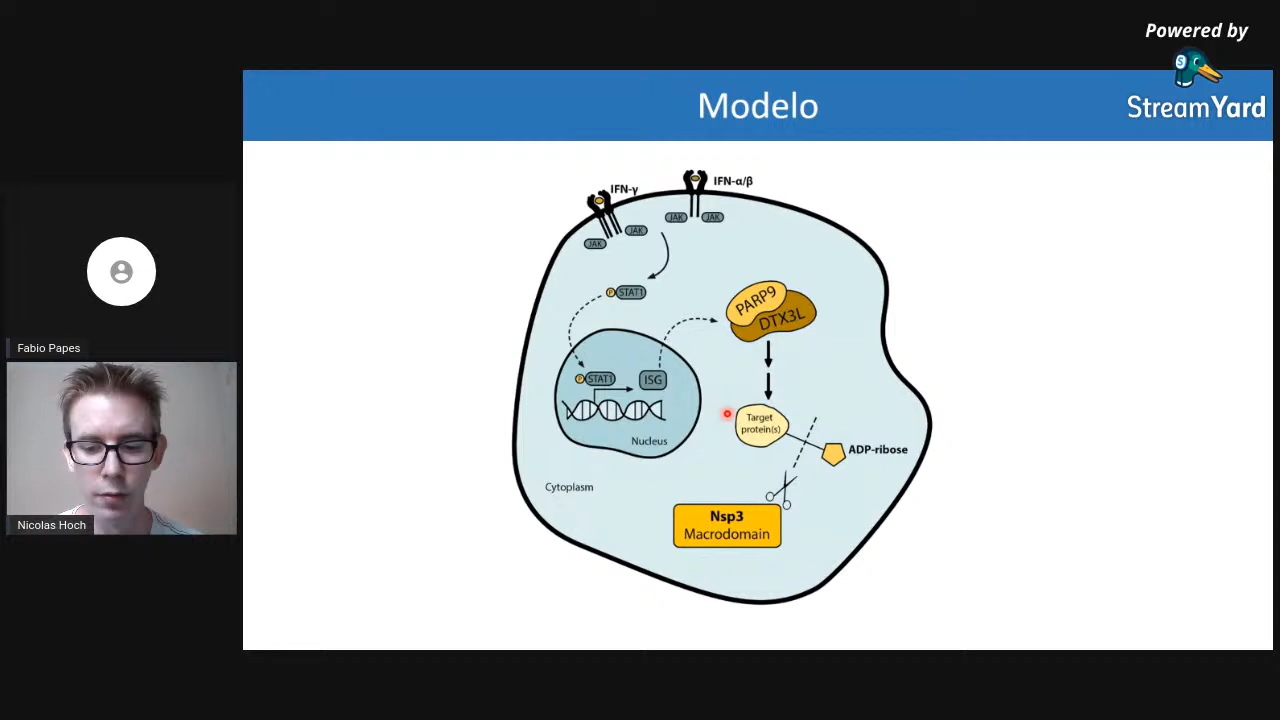 Powered by
StreamYard
Modelo
IFN-γ
IFN-α/β
JAK
JAK
JAK
JAK
P
STAT1
PARP9
DTX3L
P
STAT1
ISG
Nucleus
Target
protein(s)
ADP-ribose
Cytoplasm
Nsp3
Macrodomain
Fabio Papes
Nicolas Hoch